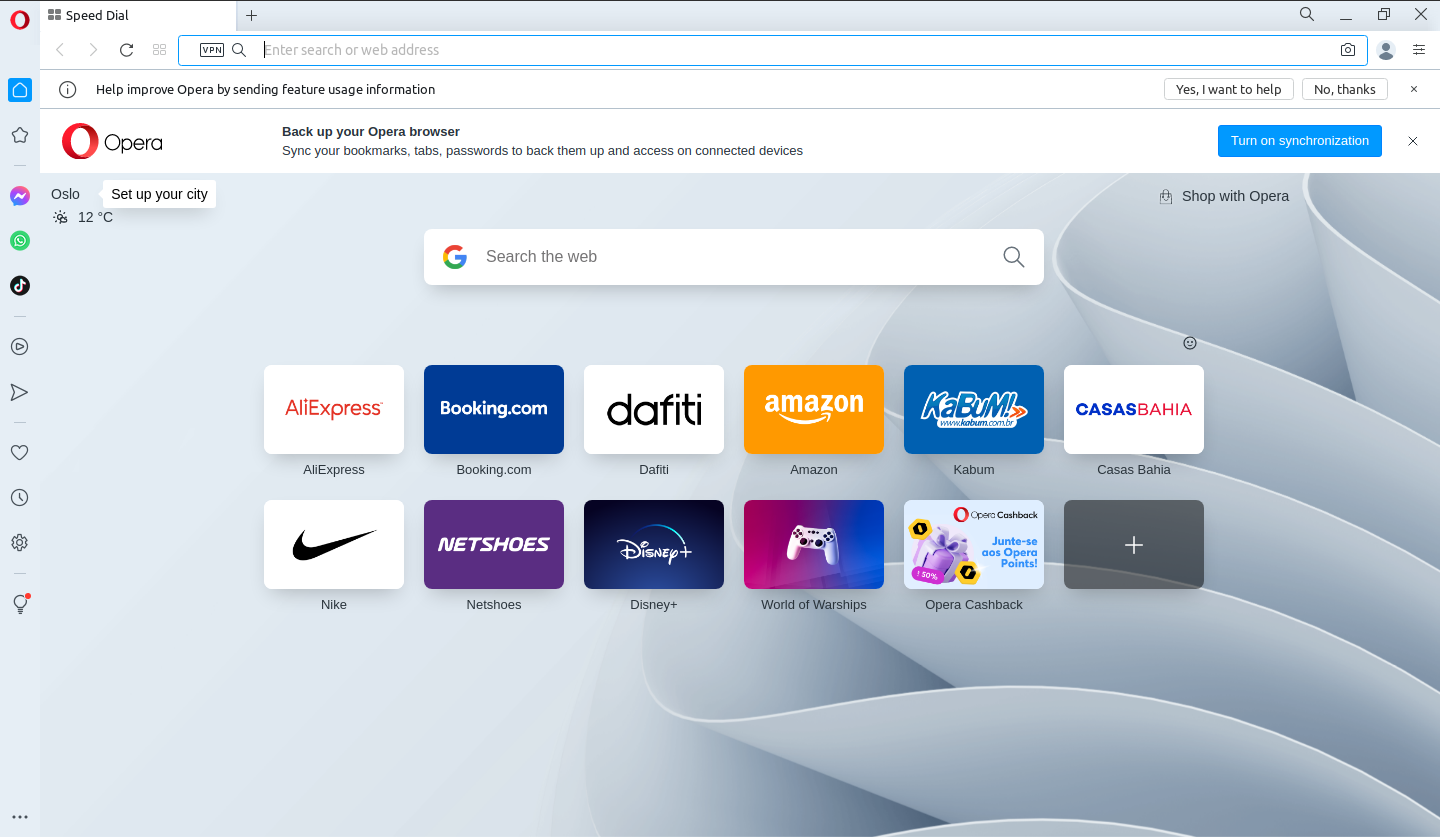 Speed Dial
VPN
Enter search or web address
Help improve Opera by sending feature usage information
Yes, I want to help
No, thanks
Opera
Back up your Opera browser
Sync your bookmarks, tabs, passwords to back them up and access on connected devices
Turn on synchronization
Oslo
Set up your city
12 °C
Shop with Opera
Search the web
AliExpress
Booking.com
dafiti
amazon
KaBuM!
www.kabum.com.br
CASASBAHIA
AliExpress
Booking.com
Dafiti
Amazon
Kabum
Casas Bahia
NETSHOES
Disney+
Opera Cashback
Junte-se
aos Opera
Points!
↑ 50%
Nike
Netshoes
Disney+
World of Warships
Opera Cashback